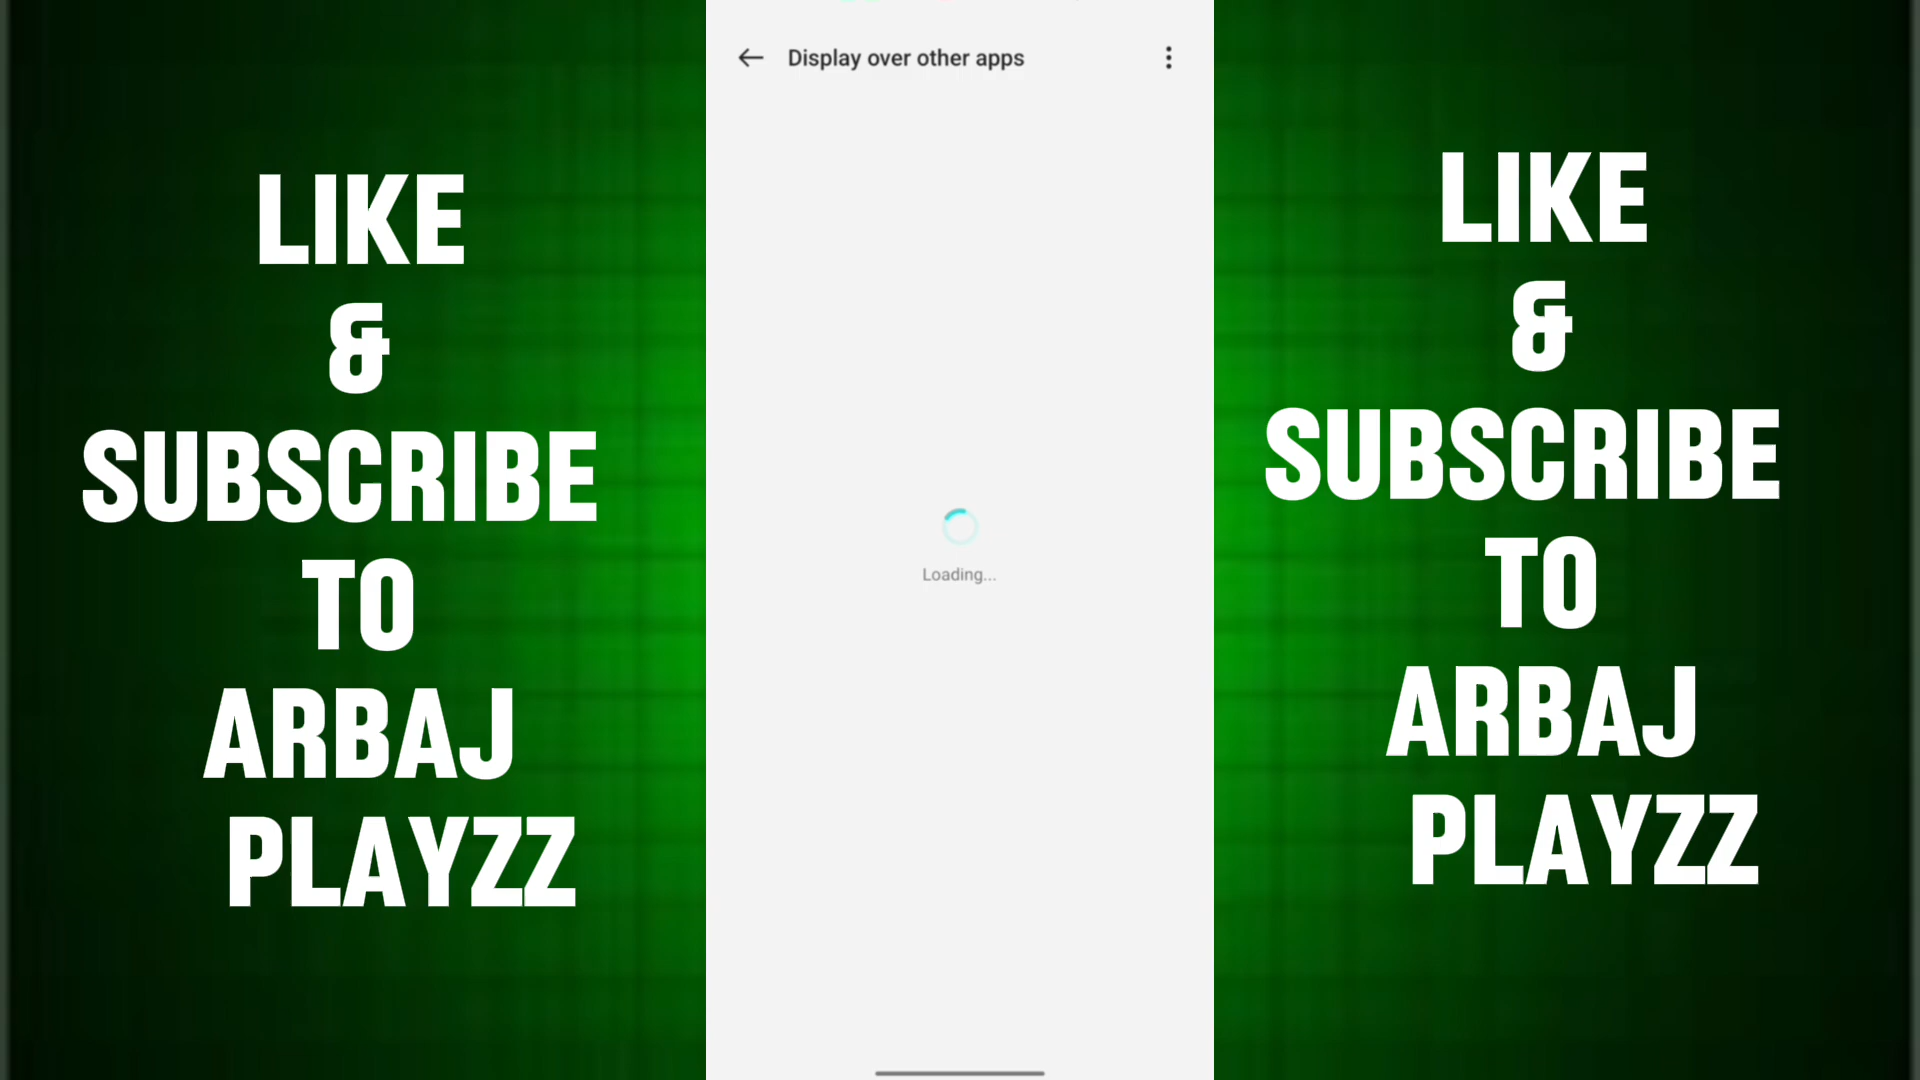 LIKE
&
SUBSCRIBE
TO
ARBAJ
PLAYZZ
Display over other apps
Loading...
LIKE
&
SUBSCRIBE
TO
ARBAJ
PLAYZZ